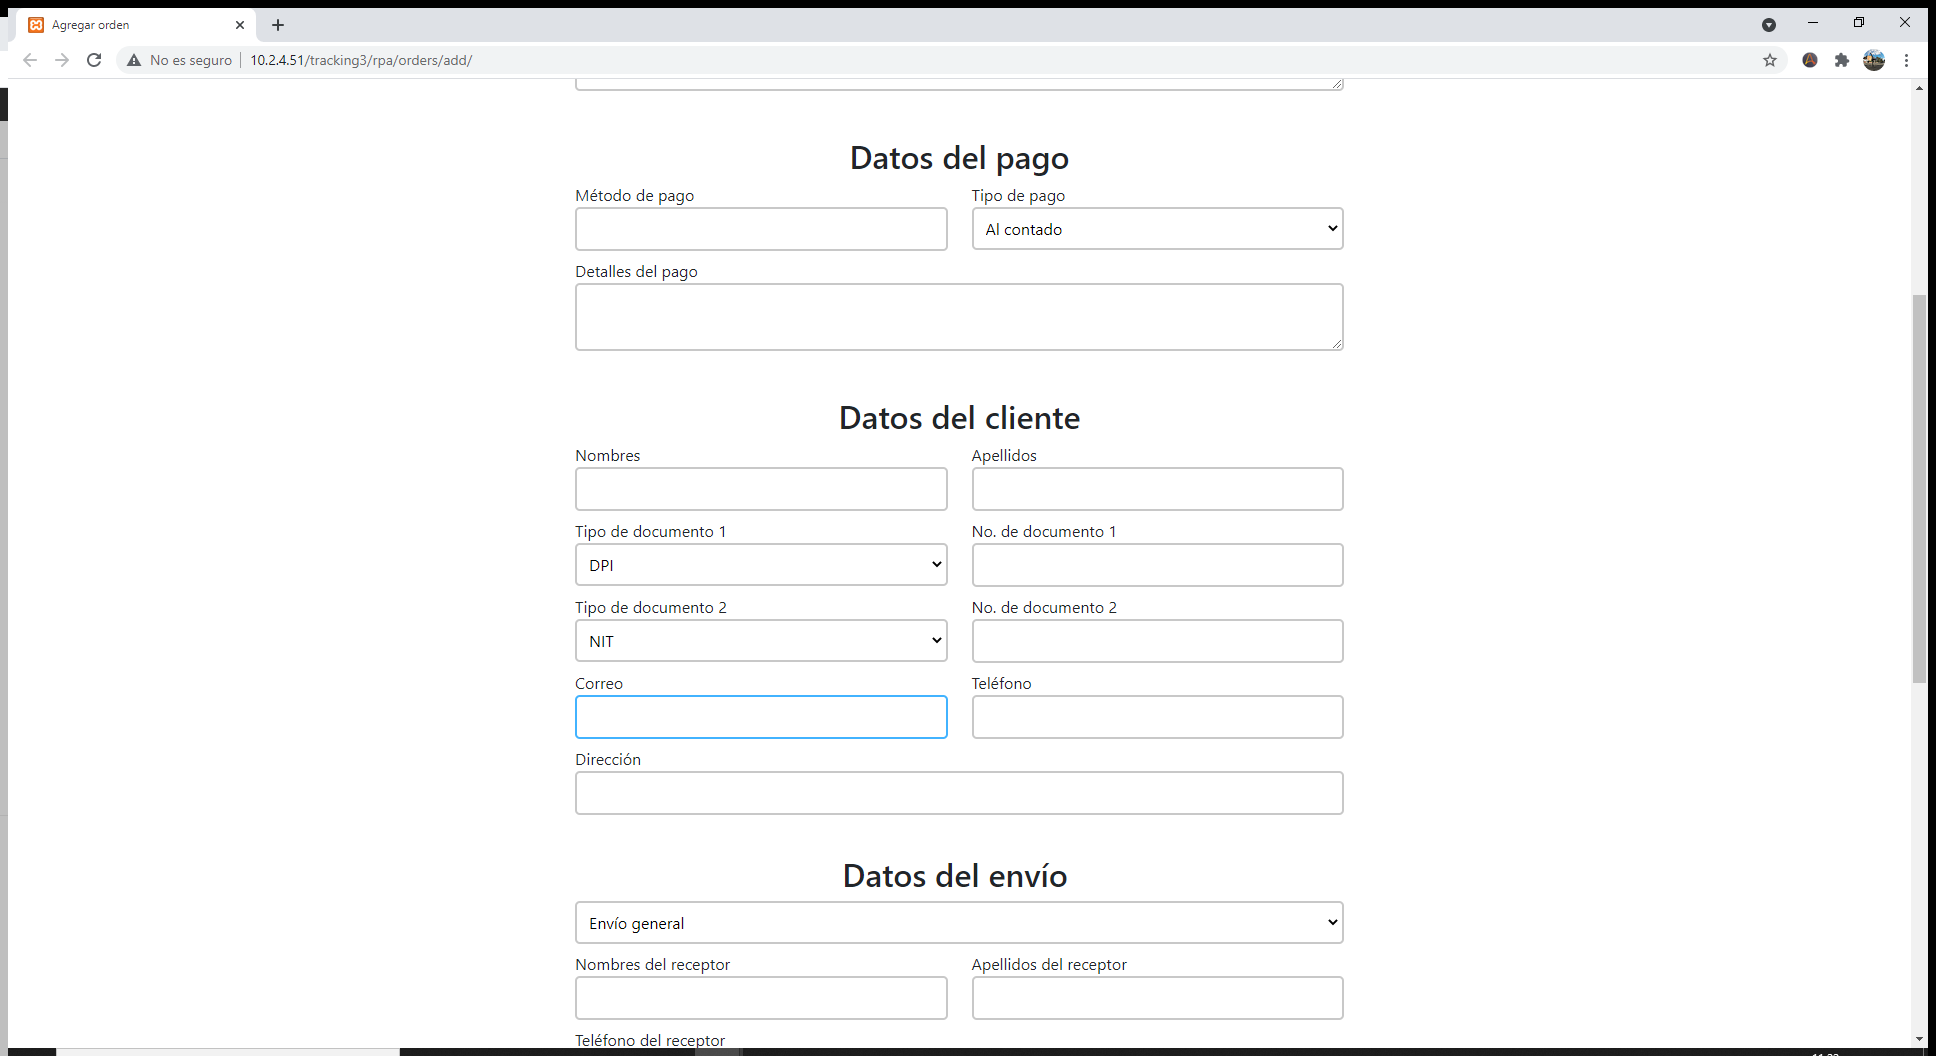 Agregar orden
No es seguro 10.2.4.51/tracking3/rpa/orders/add/
Datos del pago
Método de pago Tipo de pago
Al contado
Detalles del pago
Datos del cliente
Nombres Apellidos
Tipo de documento 1 No. de documento 1
DPI
Tipo de documento 2 No. de documento 2
NIT
Correo Teléfono
Dirección
Datos del envío
Envío general
Nombres del receptor Apellidos del receptor
Teléfono del receptor